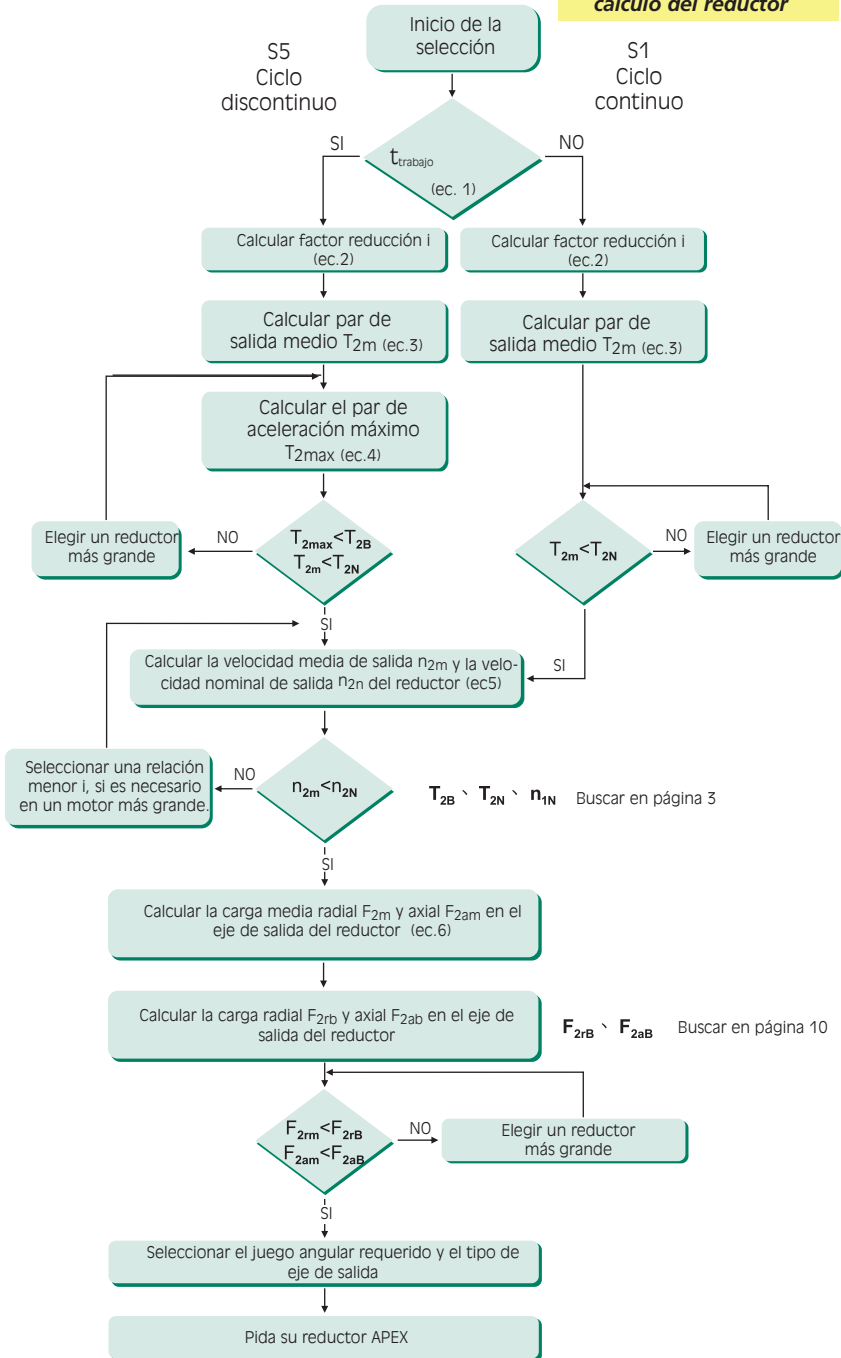 cálculo del reductor
Inicio de la
selección
S5
Ciclo
discontinuo
S1
Ciclo
continuo
SI
NO
t trabajo
(ec. 1)
Calcular factor reducción i
(ec.2)
Calcular factor reducción i
(ec.2)
Calcular par de
salida medio T2m (ec.3)
Calcular par de
salida medio T2m (ec.3)
Calcular el par de
aceleración máximo
T2max (ec.4)
Elegir un reductor
más grande
NO
T2max<T2B
T2m<T2N
T2m<T2N
NO
Elegir un reductor
más grande
SI
Calcular la velocidad media de salida n2m y la velo-
cidad nominal de salida n2n del reductor (ec5)
SI
Seleccionar una relación
menor i, si es necesario
en un motor más grande.
NO
n2m<n2N
T2B、 T2N、 n1N Buscar en página 3
SI
Calcular la carga media radial F2m y axial F2am en el
eje de salida del reductor (ec.6)
Calcular la carga radial F2rb y axial F2ab en el eje de
salida del reductor
F2rB、 F2aB Buscar en página 10
F2rm<F2rB
F2am<F2aB
NO
Elegir un reductor
más grande
SI
Seleccionar el juego angular requerido y el tipo de
eje de salida
Pida su reductor APEX